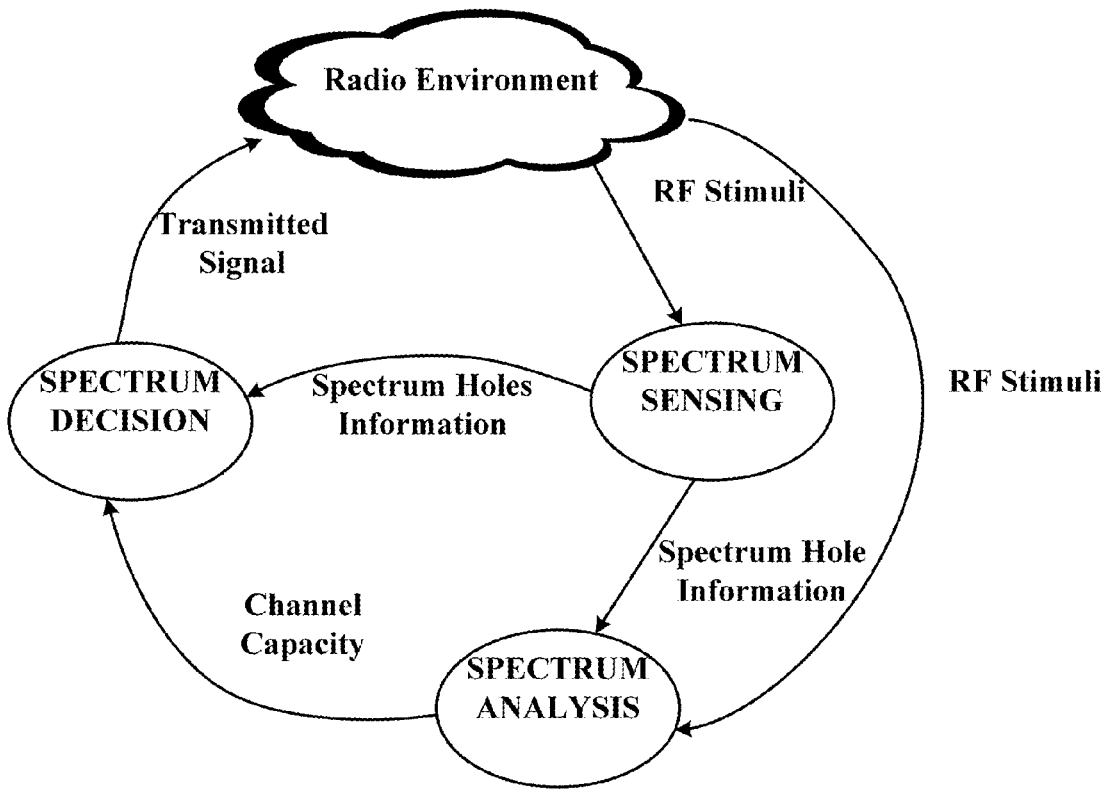 Radio Environment
RF Stimuli
Transmitted
Signal
SPECTRUM
DECISION
Spectrum Holes
Information
SPECTRUM
SENSING
RF Stimuli
Spectrum Hole
Information
Channel
Capacity
SPECTRUM
ANALYSIS